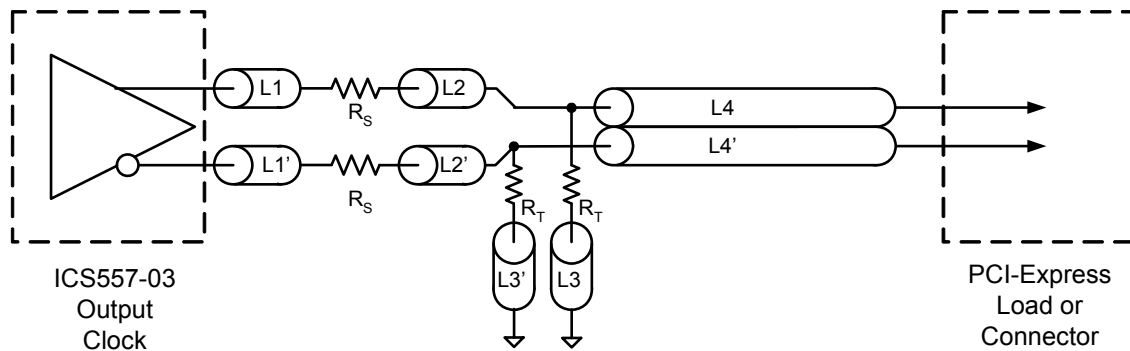 L1
R_S
L2
L4
L4'
L1'
R_S
L2'
R_T
R_T
L3'
L3
ICS557-03
Output
Clock
PCI-Express
Load or
Connector